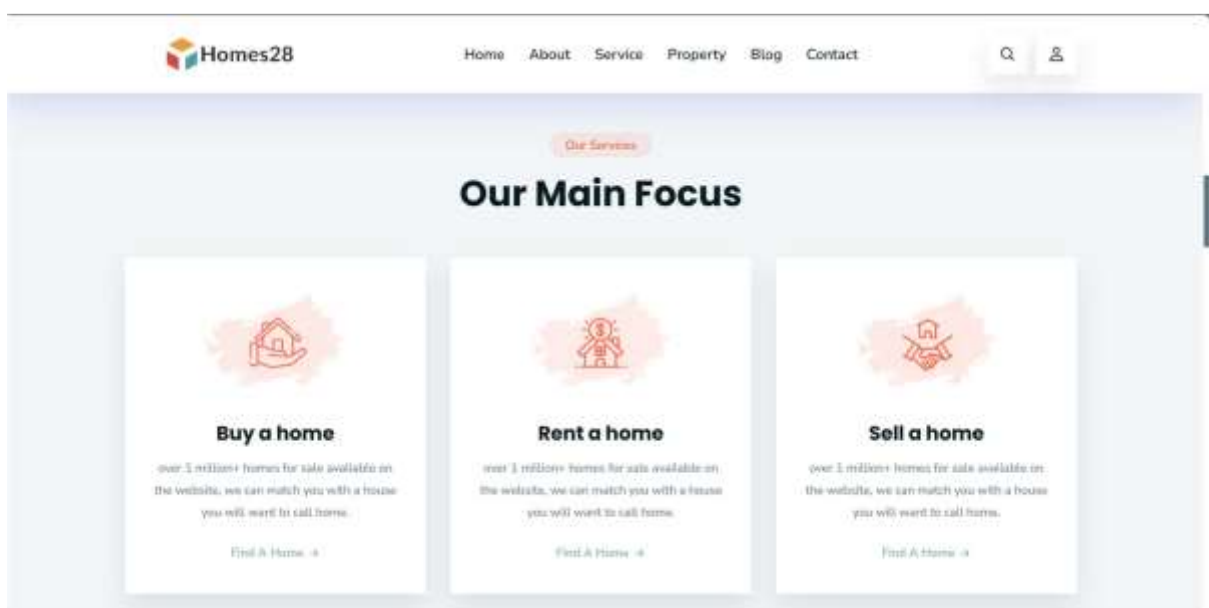 Homes28
Home About Service Property Blog Contact
Our Services
Our Main Focus
Buy a home
over 1 million+ homes for sale available on
the website, we can match you with a house
you will want to call home.
Find A Home →
Rent a home
over 1 million+ homes for sale available on
the website, we can match you with a house
you will want to call home.
Find A Home →
Sell a home
over 1 million+ homes for sale available on
the website, we can match you with a house
you will want to call home.
Find A Home →